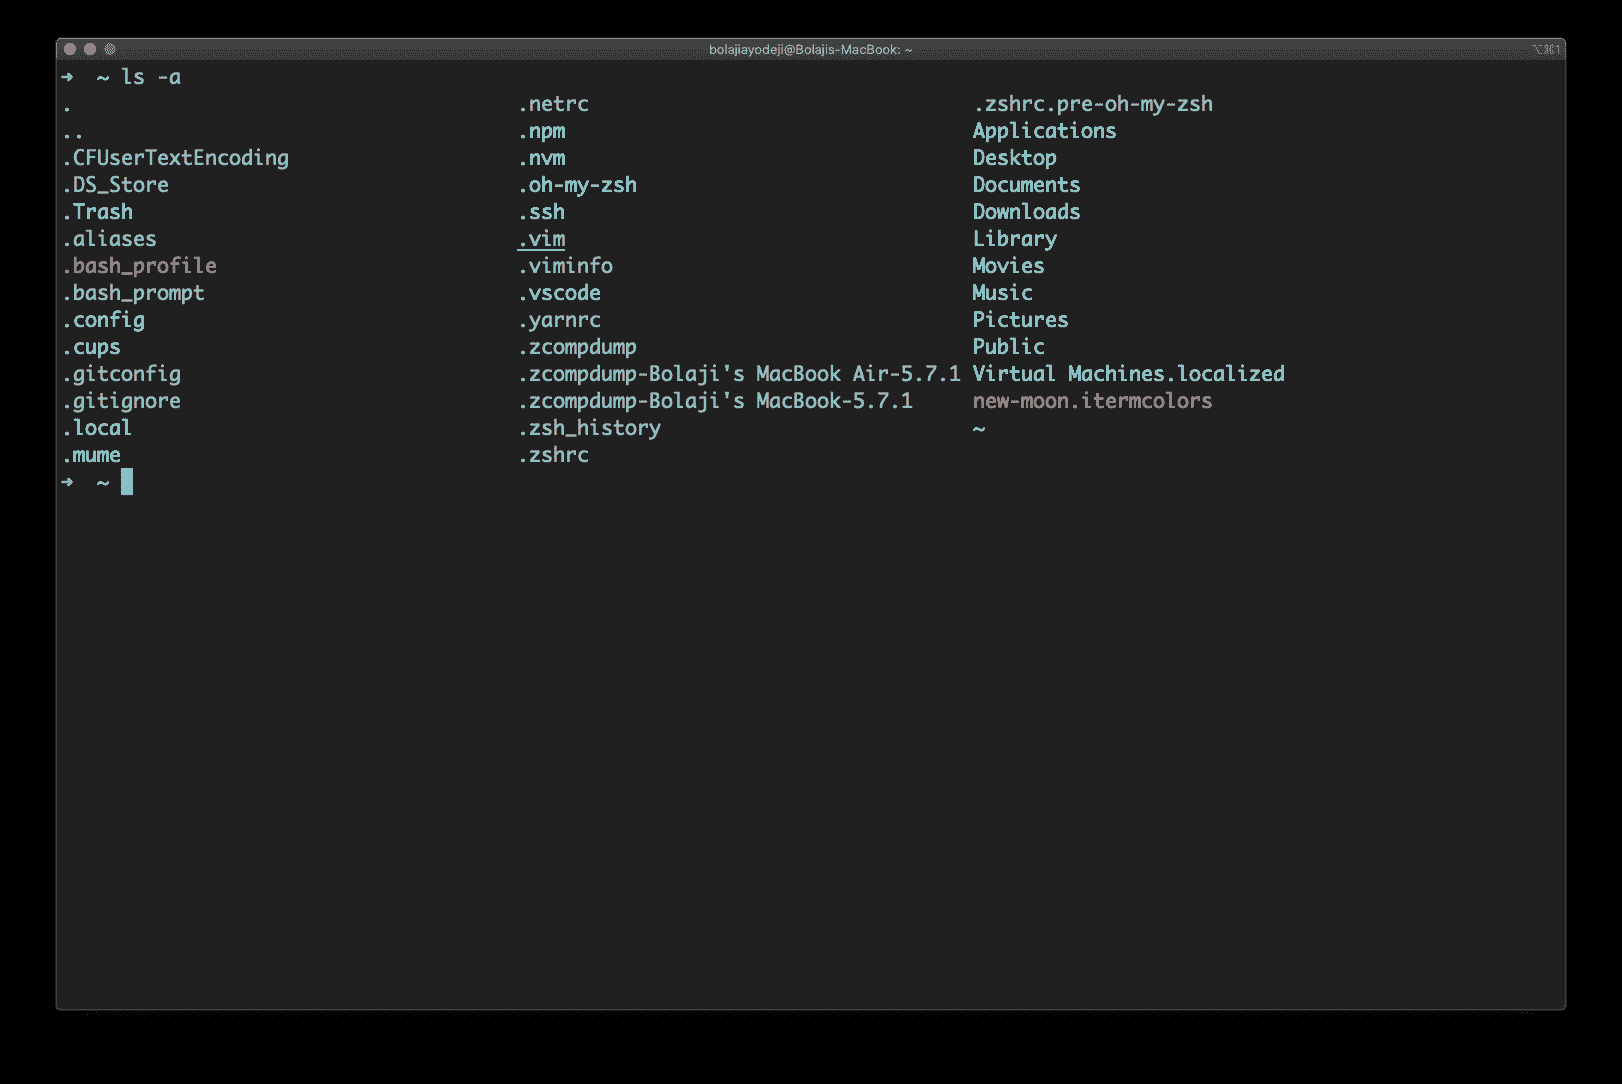 bolajiayodeji@Bolajis-MacBook: ~ ⌥⌘1
➜ ~ ls -a
. .netrc .zshrc.pre-oh-my-zsh
.. .npm Applications
.CFUserTextEncoding .nvm Desktop
.DS_Store .oh-my-zsh Documents
.Trash .ssh Downloads
.aliases .vim Library
.bash_profile .viminfo Movies
.bash_prompt .vscode Music
.config .yarnrc Pictures
.cups .zcompdump Public
.gitconfig .zcompdump-Bolaji's MacBook Air-5.7.1 Virtual Machines.localized
.gitignore .zcompdump-Bolaji's MacBook-5.7.1 new-moon.itermcolors
.local .zsh_history ~
.mume .zshrc
➜ ~